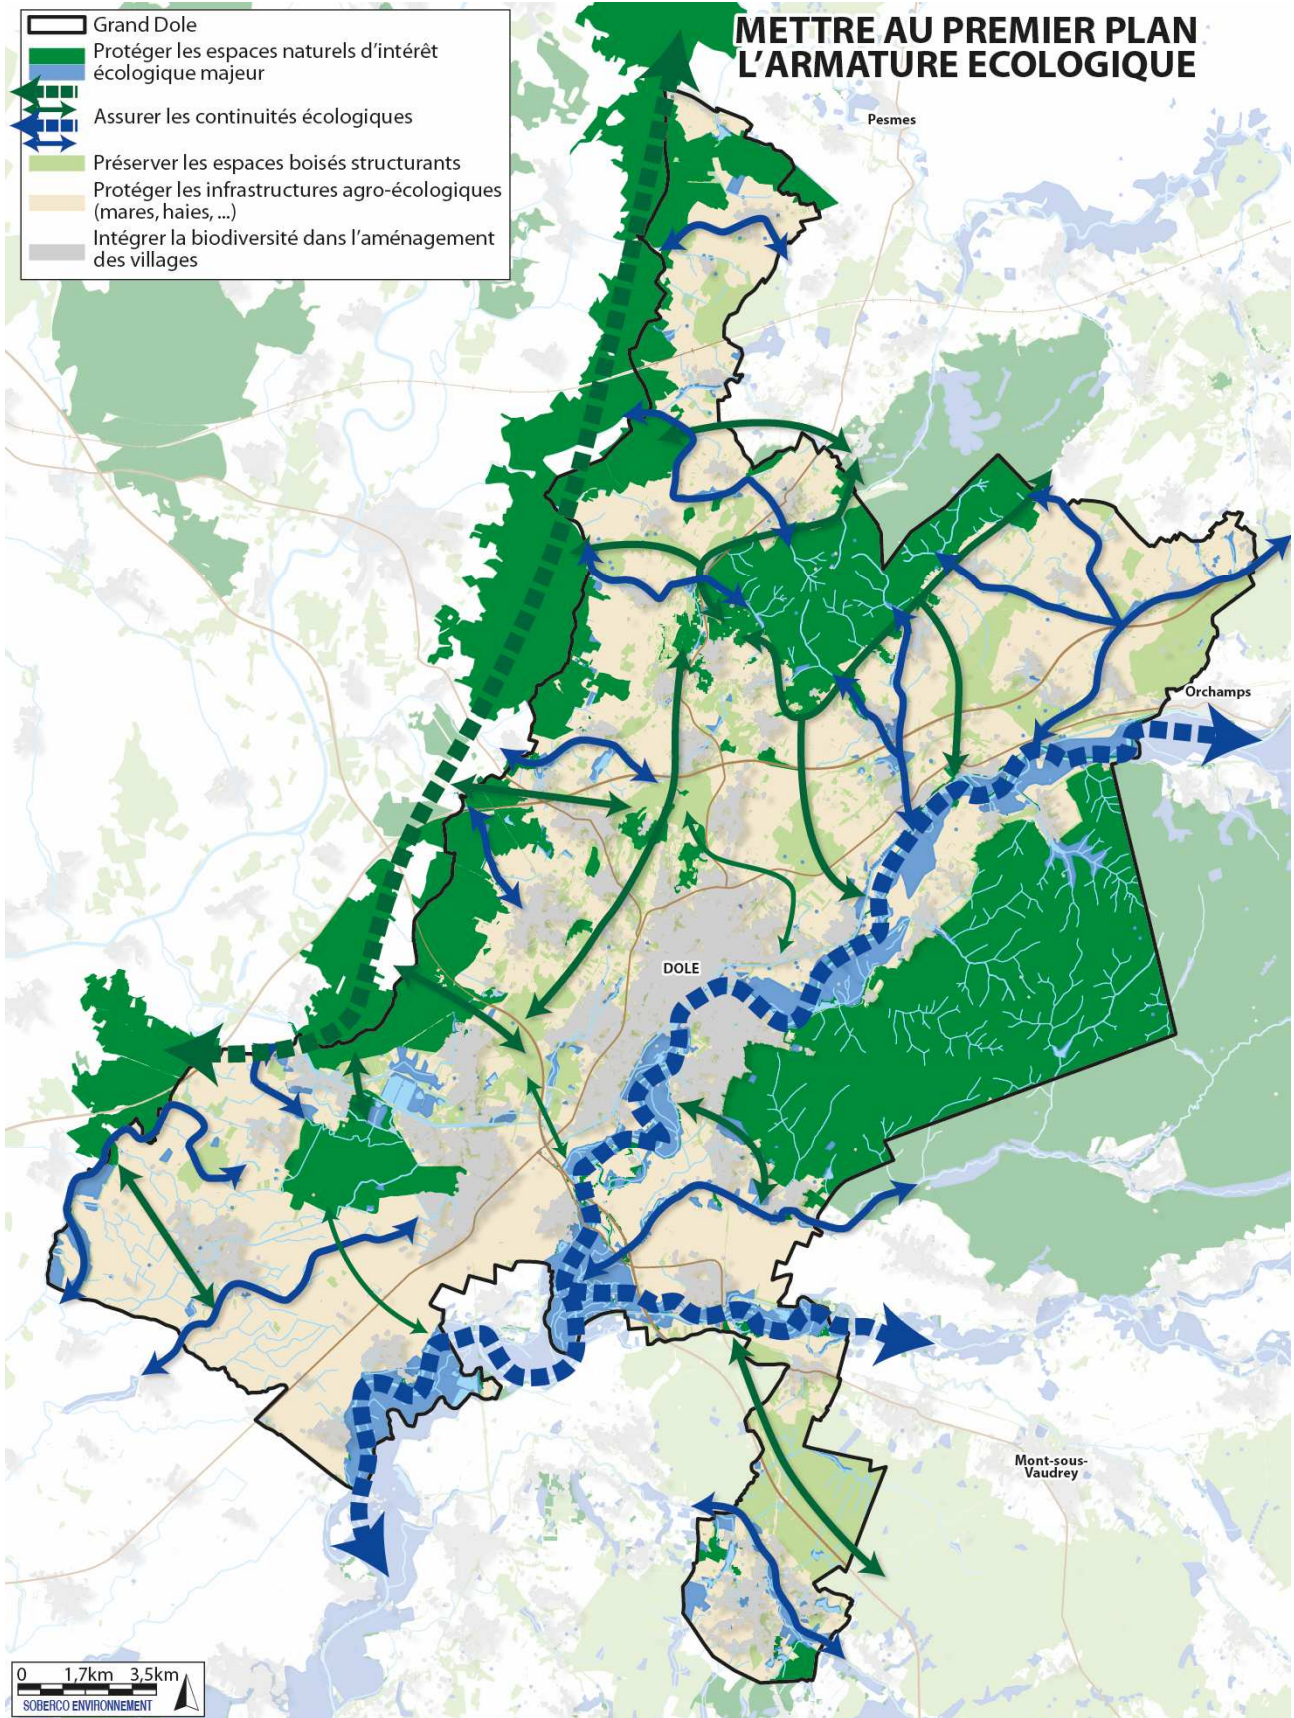 METTRE AU PREMIER PLAN
L'ARMATURE ECOLOGIQUE
Grand Dole
Protéger les espaces naturels d'intérêt
écologique majeur
Assurer les continuités écologiques
Préserver les espaces boisés structurants
Protéger les infrastructures agro-écologiques
(mares, haies, ...)
Intégrer la biodiversité dans l'aménagement
des villages
Pesmes
Orchamps
DOLE
Mont-sous-
Vaudrey
0 1,7km 3,5km
SOBERCO ENVIRONNEMENT